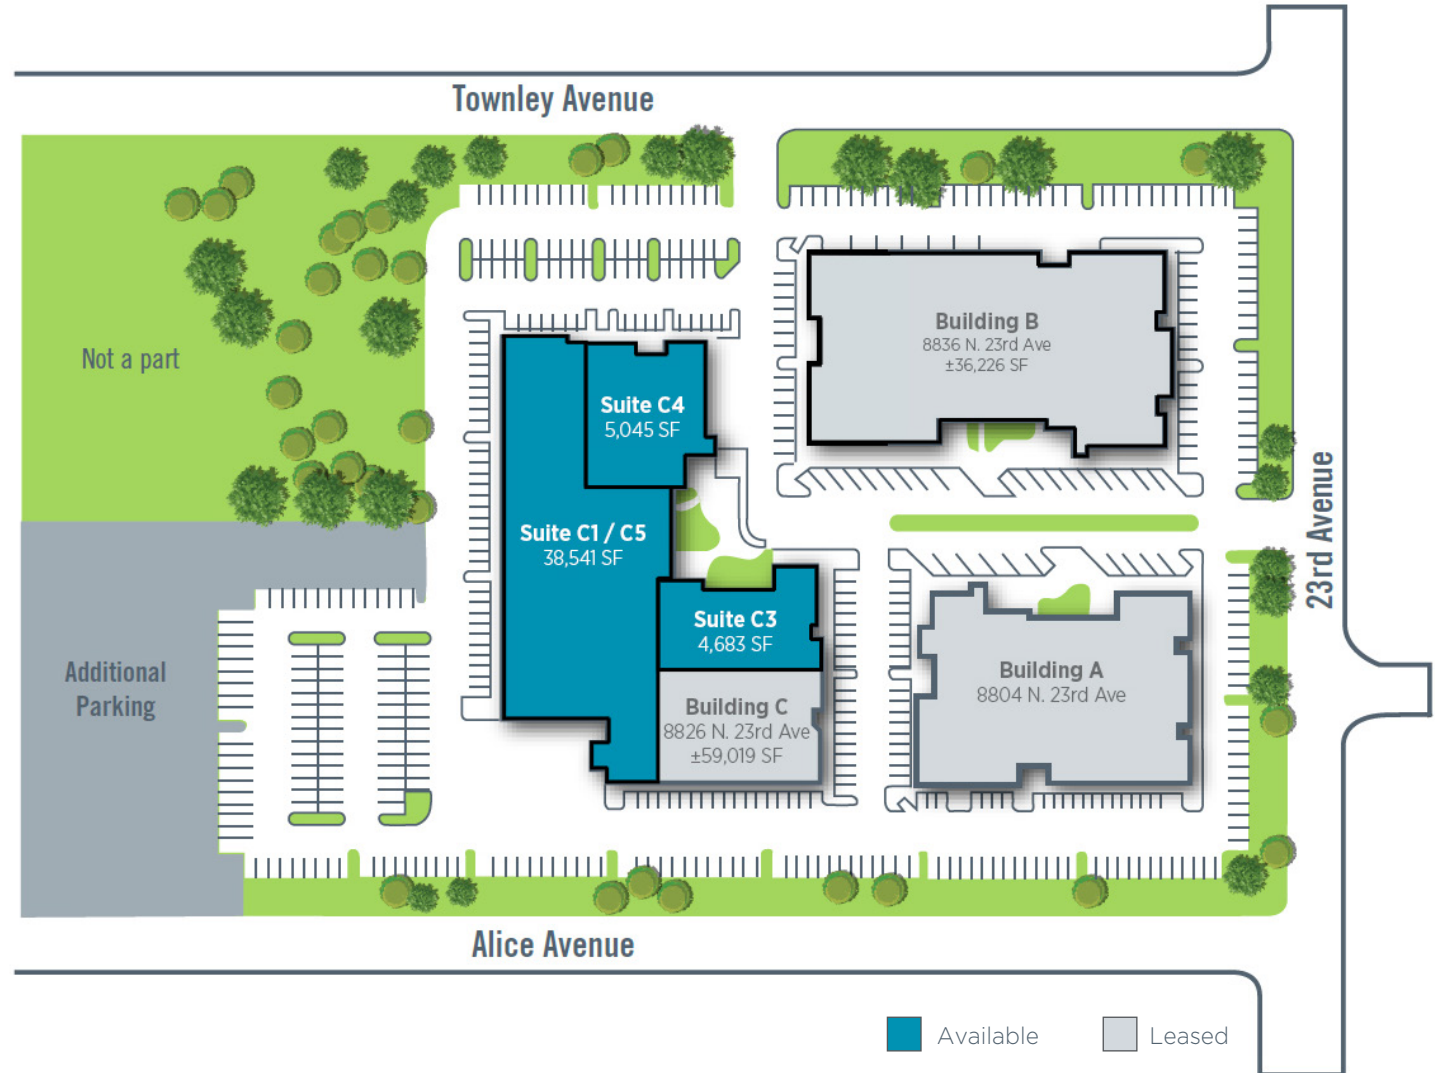 Townley Avenue
Building B
8836 N. 23rd Ave
±36,226 SF
Not a part
Suite C4
5,045 SF
23rd Avenue
Suite C1 / C5
38,541 SF
Suite C3
4,683 SF
Additional
Parking
Building A
8804 N. 23rd Ave
Building C
8826 N. 23rd Ave
±59,019 SF
Alice Avenue
Available
Leased